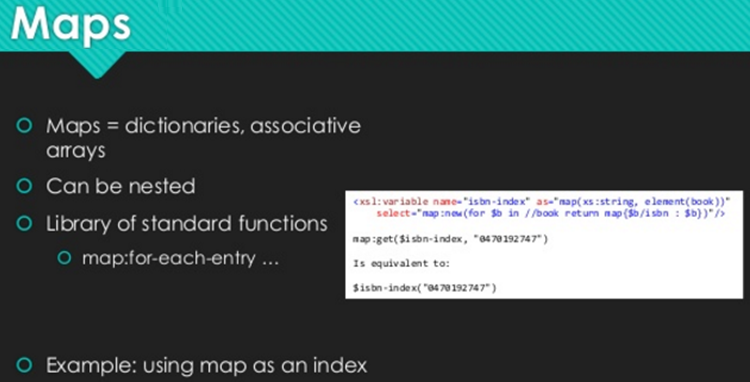 Maps
Maps = dictionaries, associative
arrays
Can be nested
Library of standard functions
map:for-each-entry ...
<xsl:variable name="isbn-index" as="map(xs:string, element(book))"
select="map:new(for $b in //book return map{$b/isbn : $b})"/>
map:get($isbn-index, "0470192747")
Is equivalent to:
$isbn-index("0470192747")
Example: using map as an index